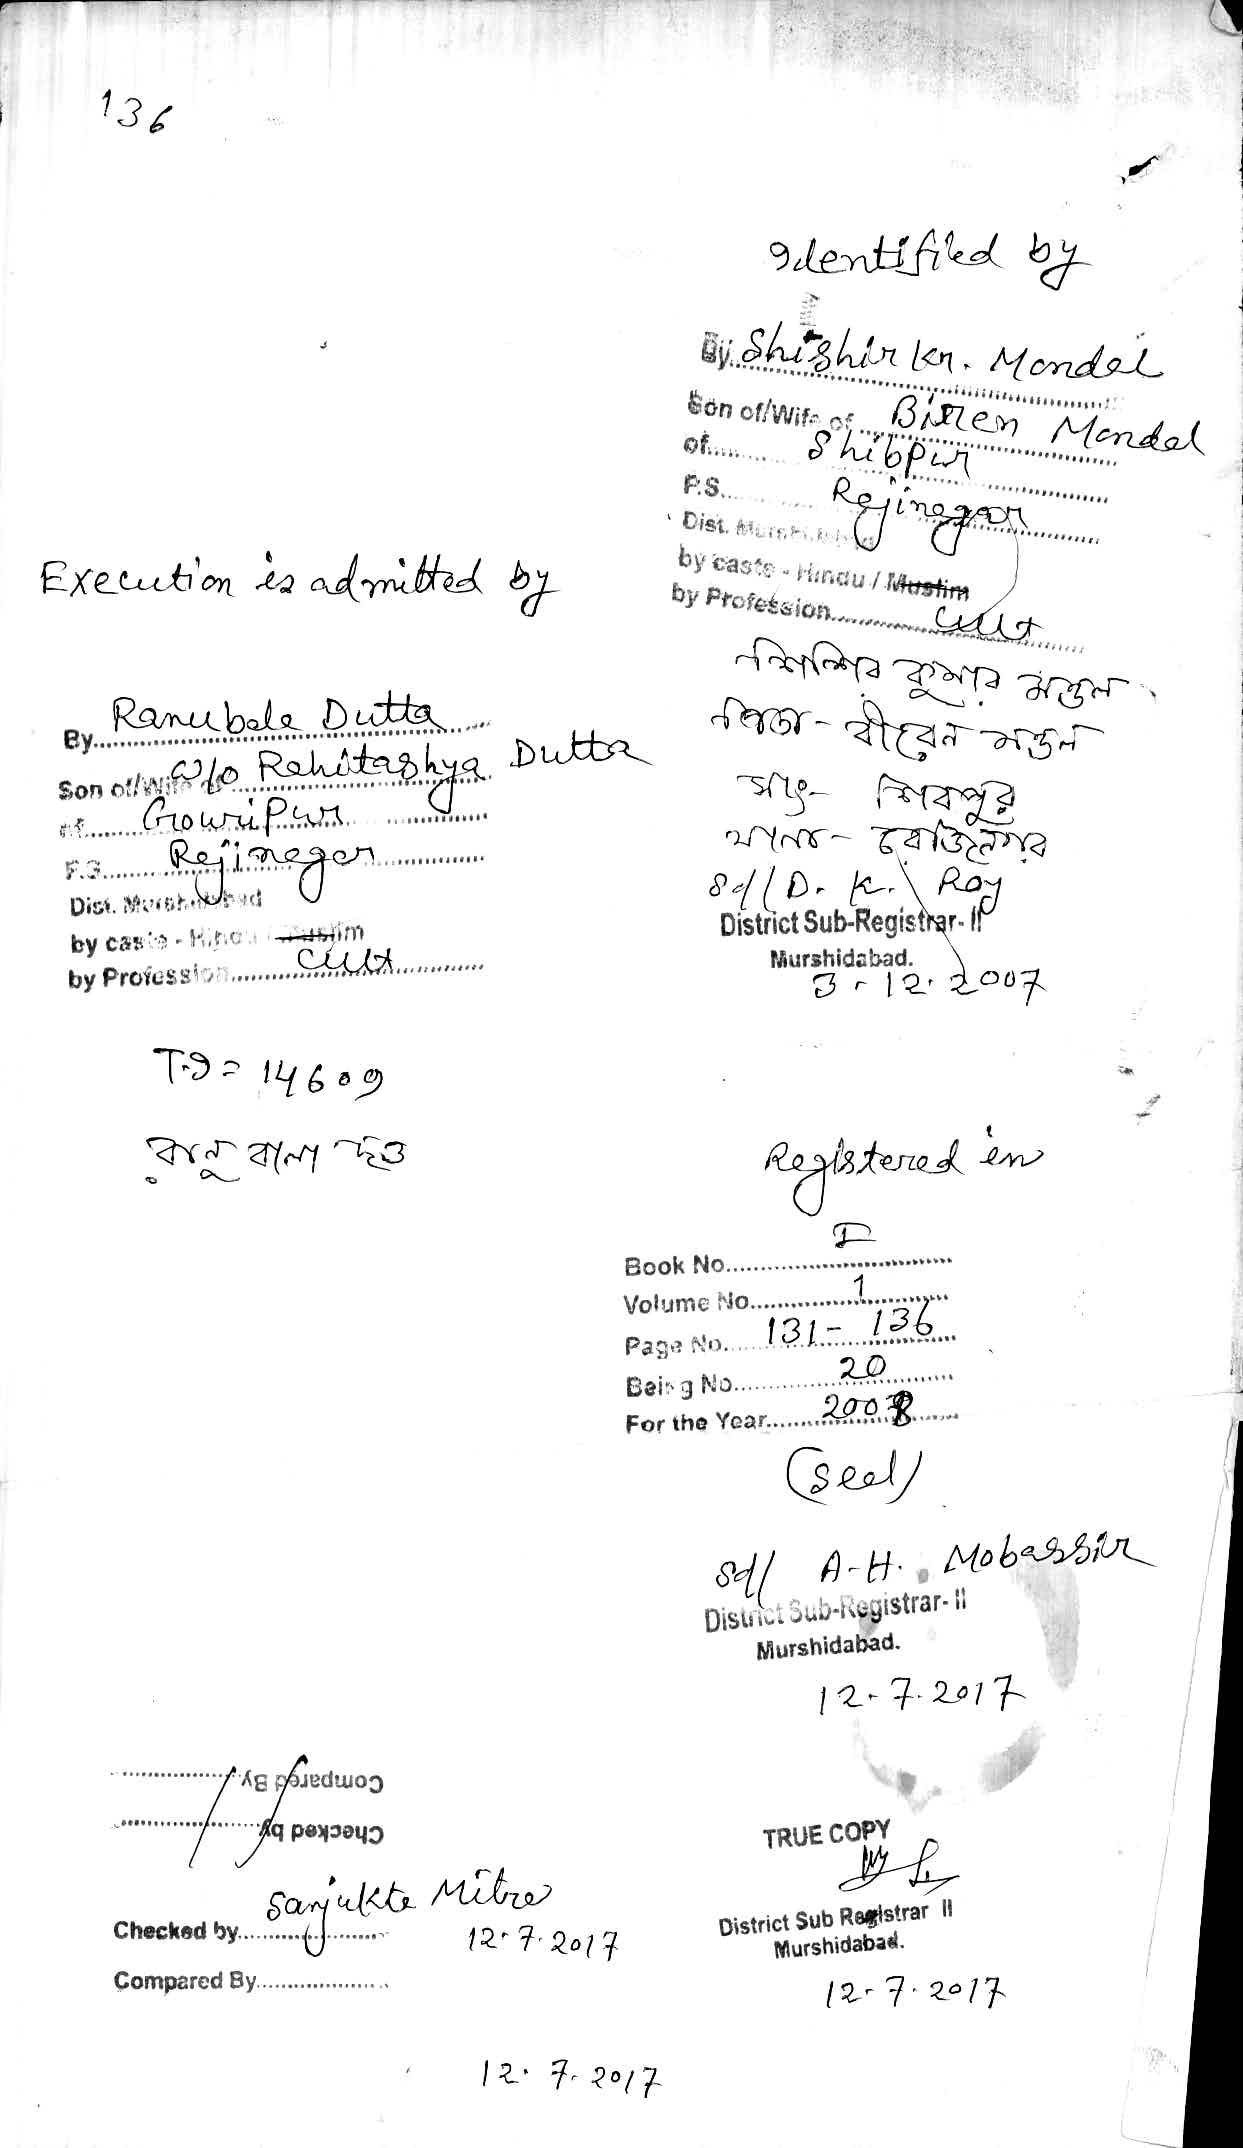 136
Identified by
By Shishir Kr. Mondal
Son of/Wife of Biren Mondal
of Shibpur
P.S. Rejinagar
Dist. Murshidabad
by caste - Hindu / Muslim
by Profession Cult
শিশির কুমার মণ্ডল
পিতা - বীরেন মণ্ডল
সাং - শিবপুর
থানা - রেজিনগর
Sd/ D. K. Roy
District Sub-Registrar- II
Murshidabad.
3-12.2007
Execution is admitted by
By Ranubala Dutta
Son of/Wife of w/o Rahitashya Dutta
of Gouripur
P.S. Rejinagar
Dist. Murshidabad
by caste - Hindu / Muslim
by Profession Cult
T.I = 14609
রানু বালা দত্ত
Registered in
Book No. I
Volume No. 1
Page No. 131 - 136
Being No. 20
For the Year 2008
(Seal)
Sd/ A-H. Mobassir
District Sub-Registrar- II
Murshidabad.
12-7-2017
Compared By
Checked by
Checked by Sanjukta Mitra
12.7.2017
Compared By
12.7.2017
TRUE COPY
District Sub Registrar II
Murshidabad.
12-7.2017